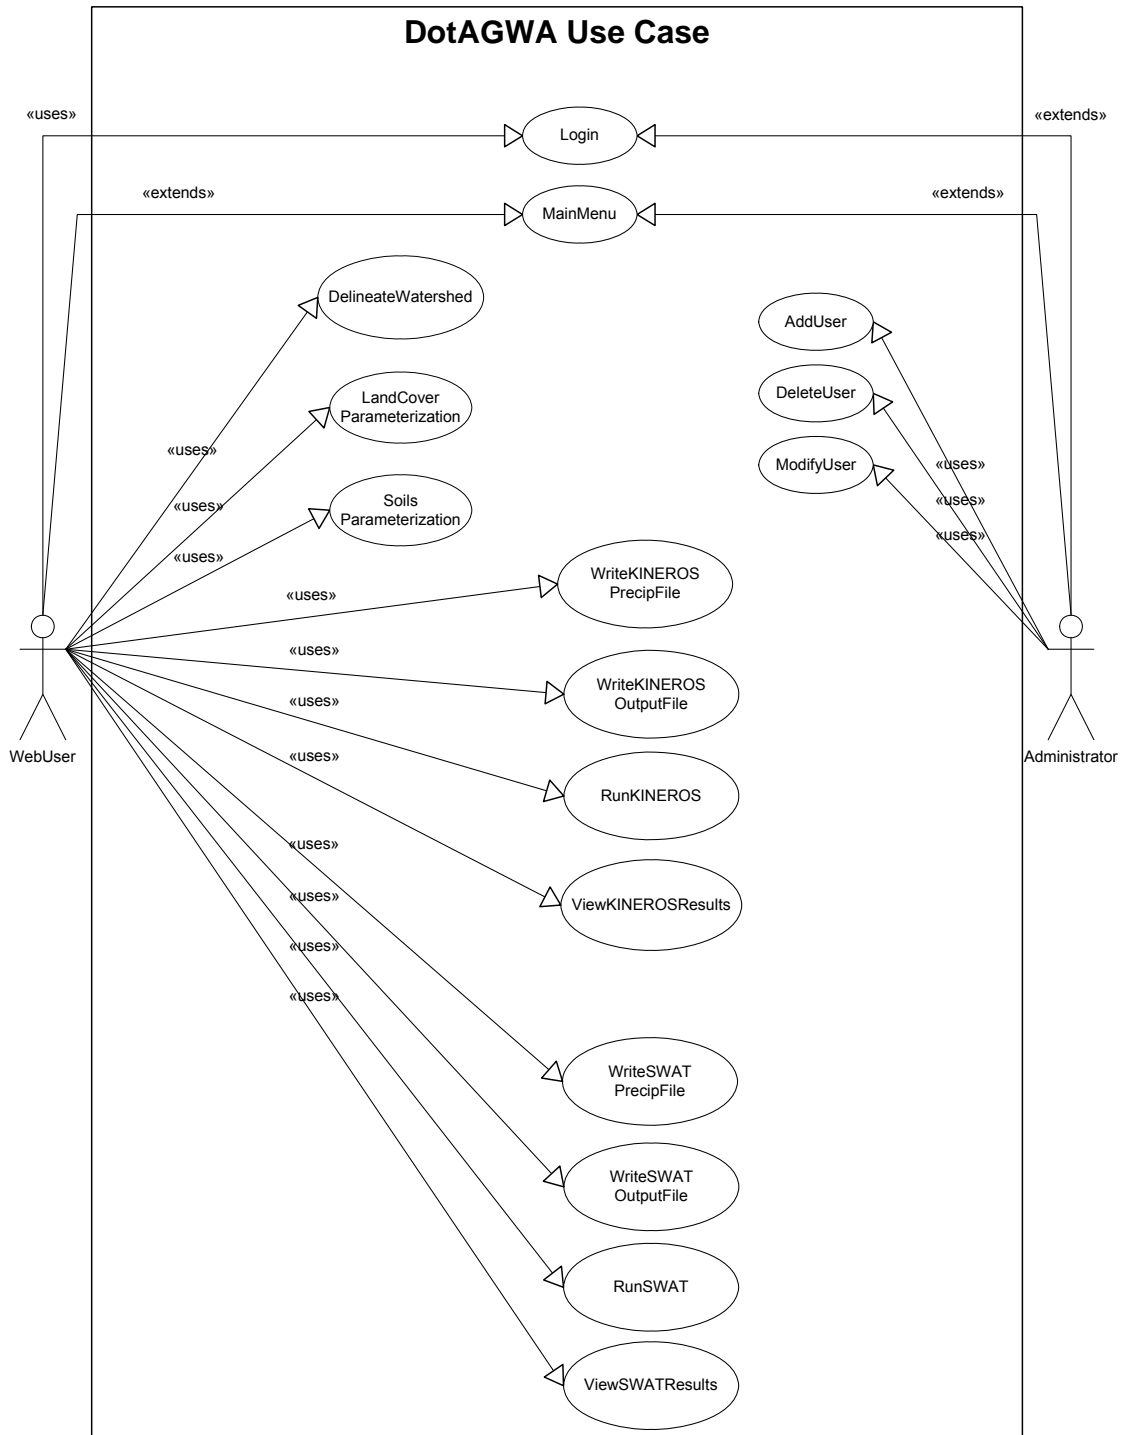 DotAGWA Use Case
«uses»
«extends»
Login
«extends»
«extends»
MainMenu
DelineateWatershed
AddUser
LandCover
Parameterization
DeleteUser
«uses»
ModifyUser
«uses»
«uses»
Soils
Parameterization
«uses»
«uses»
«uses»
WriteKINEROS
PrecipFile
«uses»
«uses»
WriteKINEROS
OutputFile
«uses»
WebUser
Administrator
«uses»
RunKINEROS
«uses»
«uses»
ViewKINEROSResults
«uses»
«uses»
WriteSWAT
PrecipFile
WriteSWAT
OutputFile
RunSWAT
ViewSWATResults